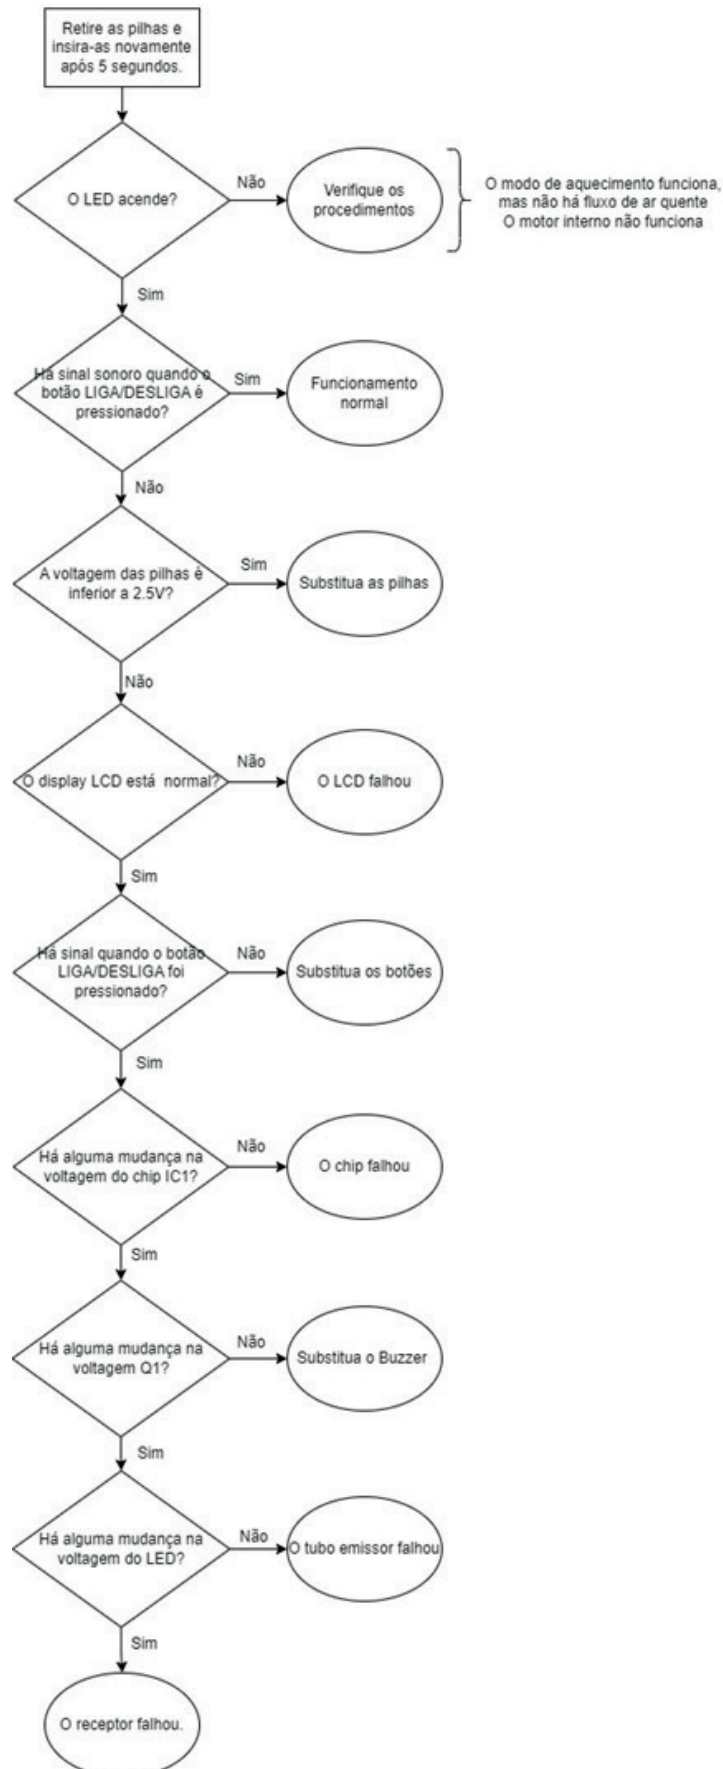 Retire as pilhas e
insira-as novamente
após 5 segundos.
O LED acende?
Não
Verifique os
procedimentos
O modo de aquecimento funciona,
mas não há fluxo de ar quente
O motor interno não funciona
Sim
Há sinal sonoro quando o
botão LIGA/DESLIGA é
pressionado?
Sim
Funcionamento
normal
Não
A voltagem das pilhas é
inferior a 2.5V?
Sim
Substitua as pilhas
Não
O display LCD está normal?
Não
O LCD falhou
Sim
Há sinal quando o botão
LIGA/DESLIGA foi
pressionado?
Não
Substitua os botões
Sim
Há alguma mudança na
voltagem do chip IC1?
Não
O chip falhou
Sim
Há alguma mudança na
voltagem Q1?
Não
Substitua o Buzzer
Sim
Há alguma mudança na
voltagem do LED?
Não
O tubo emissor falhou
Sim
O receptor falhou.